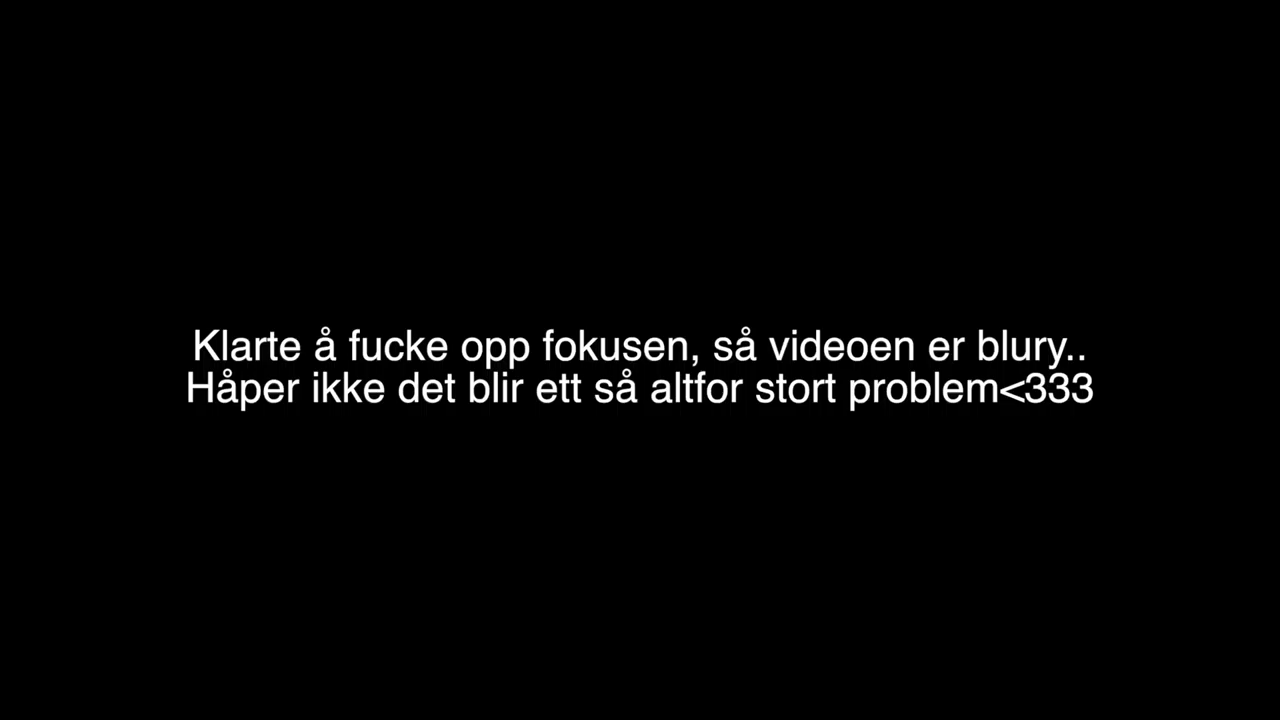 Klarte å fucke opp fokusen, så videoen er blury..
Håper ikke det blir ett så altfor stort problem<333